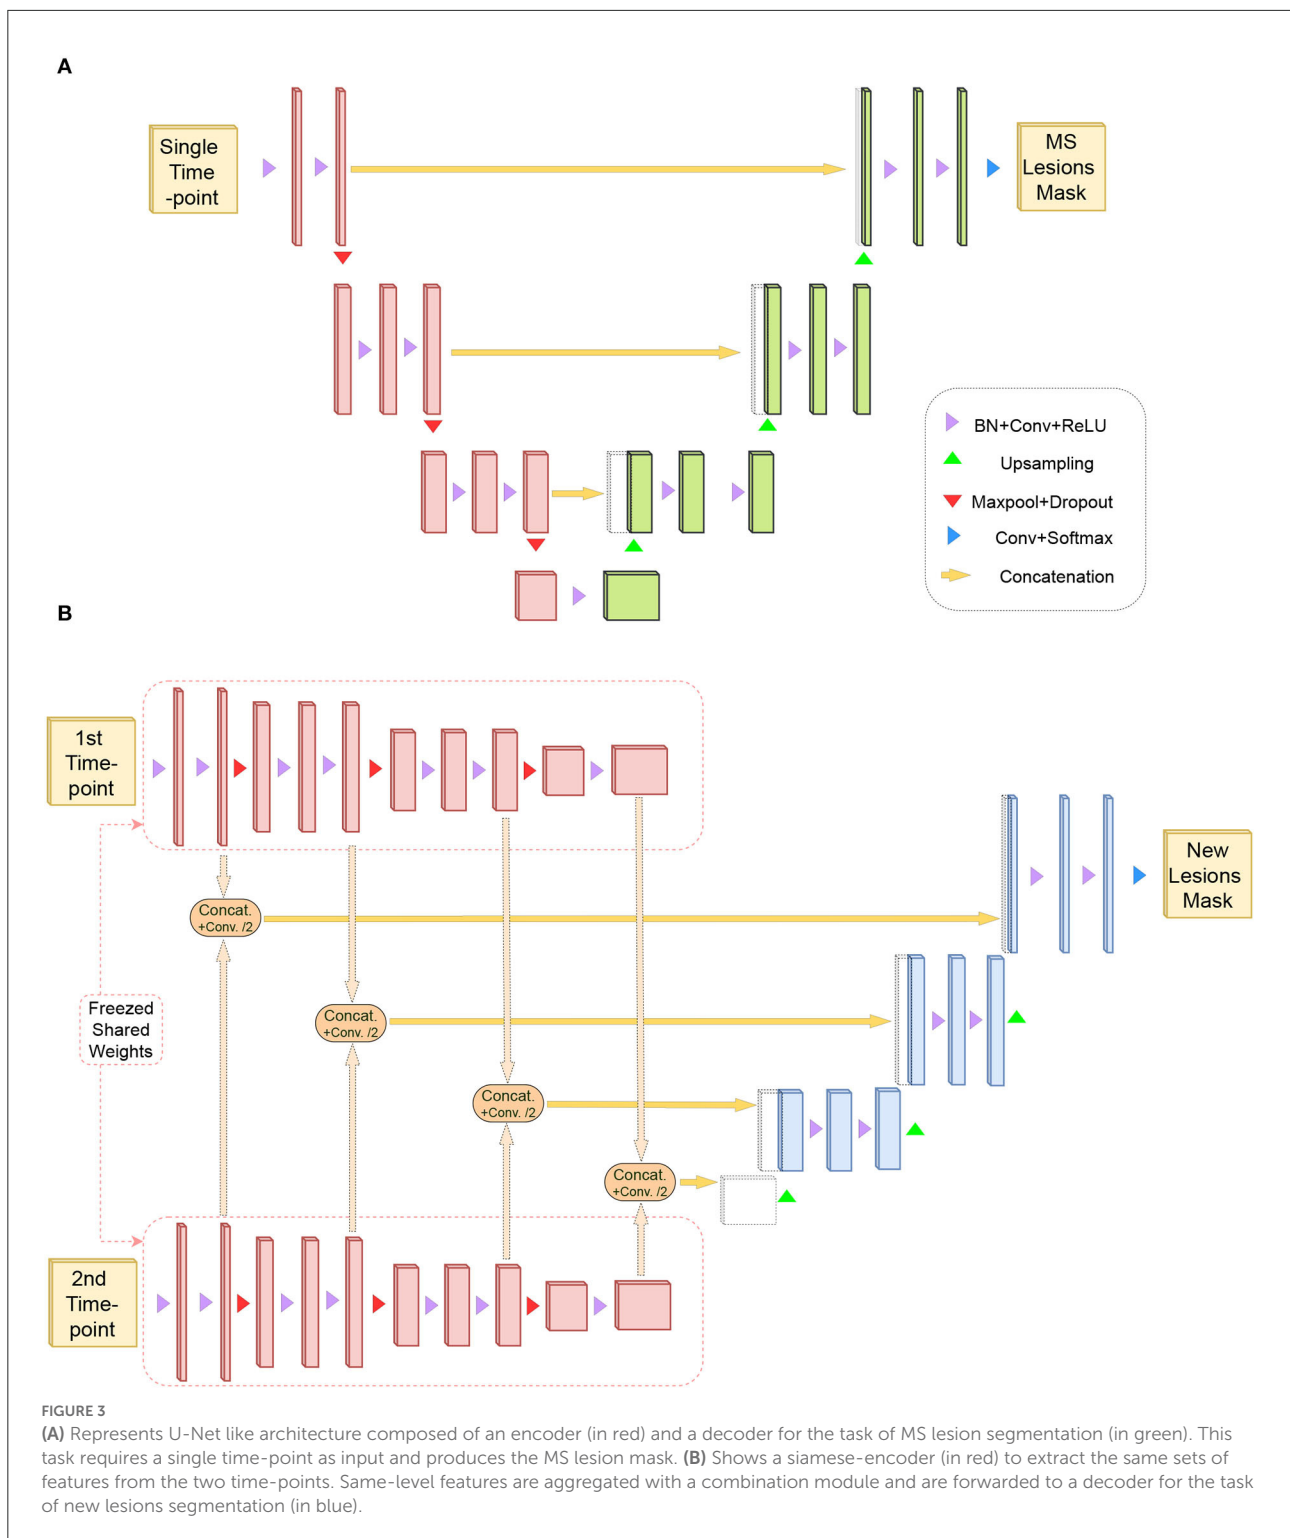 A
Single
Time
-point
MS
Lesions
Mask
BN+Conv+ReLU
Upsampling
Maxpool+Dropout
Conv+Softmax
Concatenation
B
1st
Time-
point
New
Lesions
Mask
Concat.
+Conv. /2
Freezed
Shared
Weights
Concat.
+Conv. /2
Concat.
+Conv. /2
Concat.
+Conv. /2
2nd
Time-
point
FIGURE 3
(A) Represents U-Net like architecture composed of an encoder (in red) and a decoder for the task of MS lesion segmentation (in green). This
task requires a single time-point as input and produces the MS lesion mask. (B) Shows a siamese-encoder (in red) to extract the same sets of
features from the two time-points. Same-level features are aggregated with a combination module and are forwarded to a decoder for the task
of new lesions segmentation (in blue).